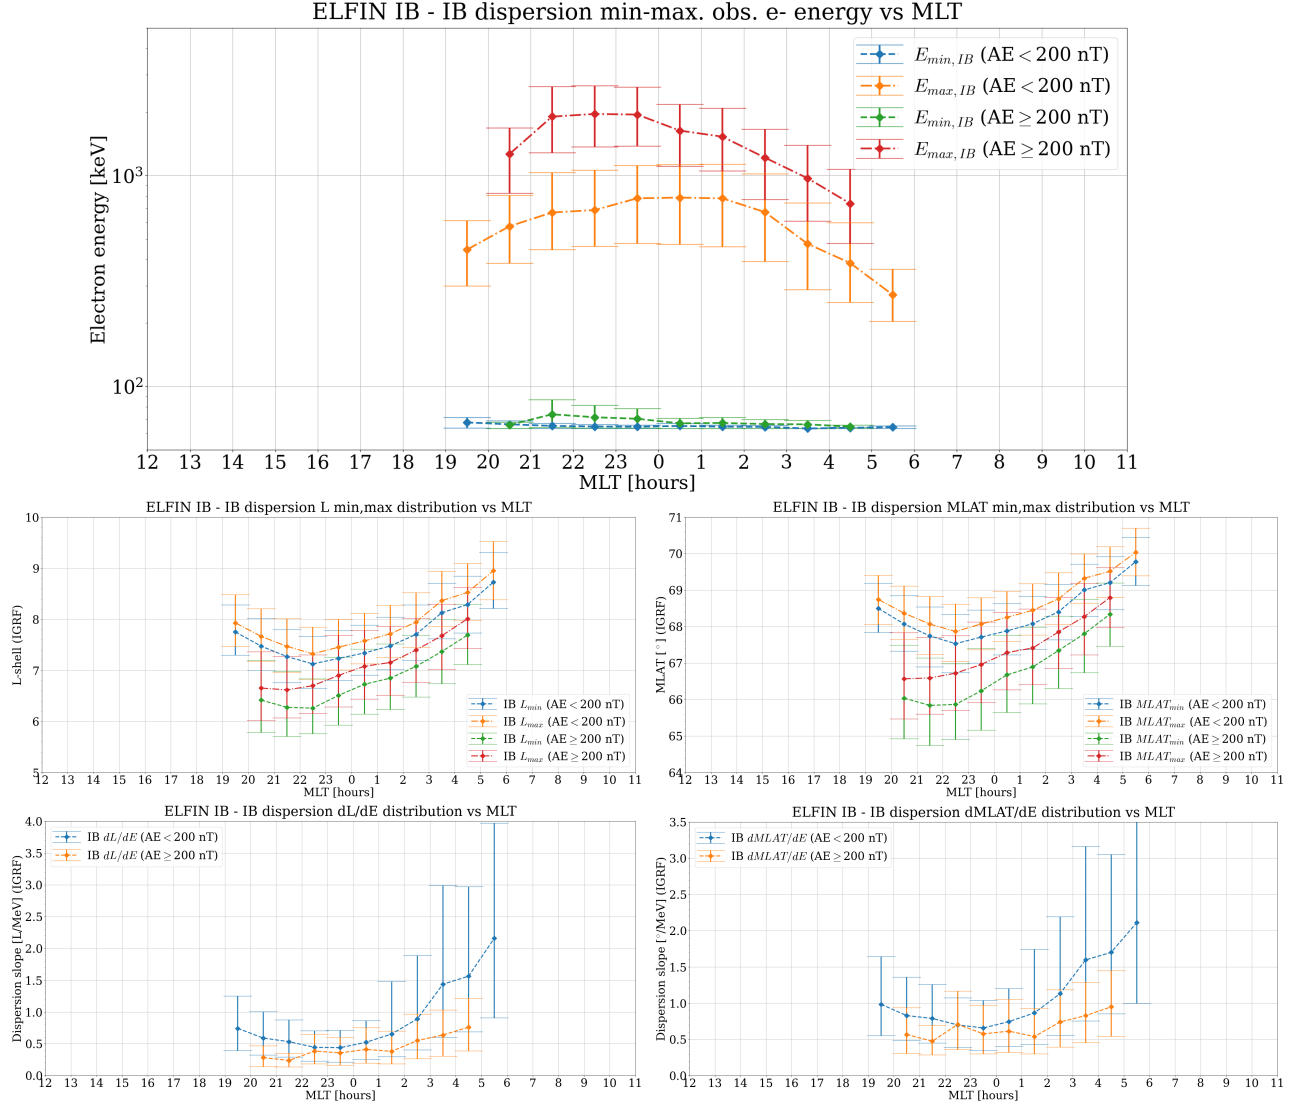 ELFIN IB - IB dispersion min-max. obs. e- energy vs MLT
E_min,IB (AE < 200 nT)
E_max,IB (AE < 200 nT)
E_min,IB (AE ≥ 200 nT)
E_max,IB (AE ≥ 200 nT)
Electron energy [keV]
10³
10²
12 13 14 15 16 17 18 19 20 21 22 23 0 1 2 3 4 5 6 7 8 9 10 11
MLT [hours]
ELFIN IB - IB dispersion L min,max distribution vs MLT
L-shell (IGRF)
10
9
8
7
6
5
IB L_min (AE < 200 nT)
IB L_max (AE < 200 nT)
IB L_min (AE ≥ 200 nT)
IB L_max (AE ≥ 200 nT)
12 13 14 15 16 17 18 19 20 21 22 23 0 1 2 3 4 5 6 7 8 9 10 11
MLT [hours]
ELFIN IB - IB dispersion MLAT min,max distribution vs MLT
MLAT [°] (IGRF)
71
70
69
68
67
66
65
64
IB MLAT_min (AE < 200 nT)
IB MLAT_max (AE < 200 nT)
IB MLAT_min (AE ≥ 200 nT)
IB MLAT_max (AE ≥ 200 nT)
12 13 14 15 16 17 18 19 20 21 22 23 0 1 2 3 4 5 6 7 8 9 10 11
MLT [hours]
ELFIN IB - IB dispersion dL/dE distribution vs MLT
Dispersion slope [L/MeV] (IGRF)
4.0
3.5
3.0
2.5
2.0
1.5
1.0
0.5
0.0
IB dL/dE (AE < 200 nT)
IB dL/dE (AE ≥ 200 nT)
12 13 14 15 16 17 18 19 20 21 22 23 0 1 2 3 4 5 6 7 8 9 10 11
MLT [hours]
ELFIN IB - IB dispersion dMLAT/dE distribution vs MLT
Dispersion slope [°/MeV] (IGRF)
3.5
3.0
2.5
2.0
1.5
1.0
0.5
0.0
IB dMLAT/dE (AE < 200 nT)
IB dMLAT/dE (AE ≥ 200 nT)
12 13 14 15 16 17 18 19 20 21 22 23 0 1 2 3 4 5 6 7 8 9 10 11
MLT [hours]